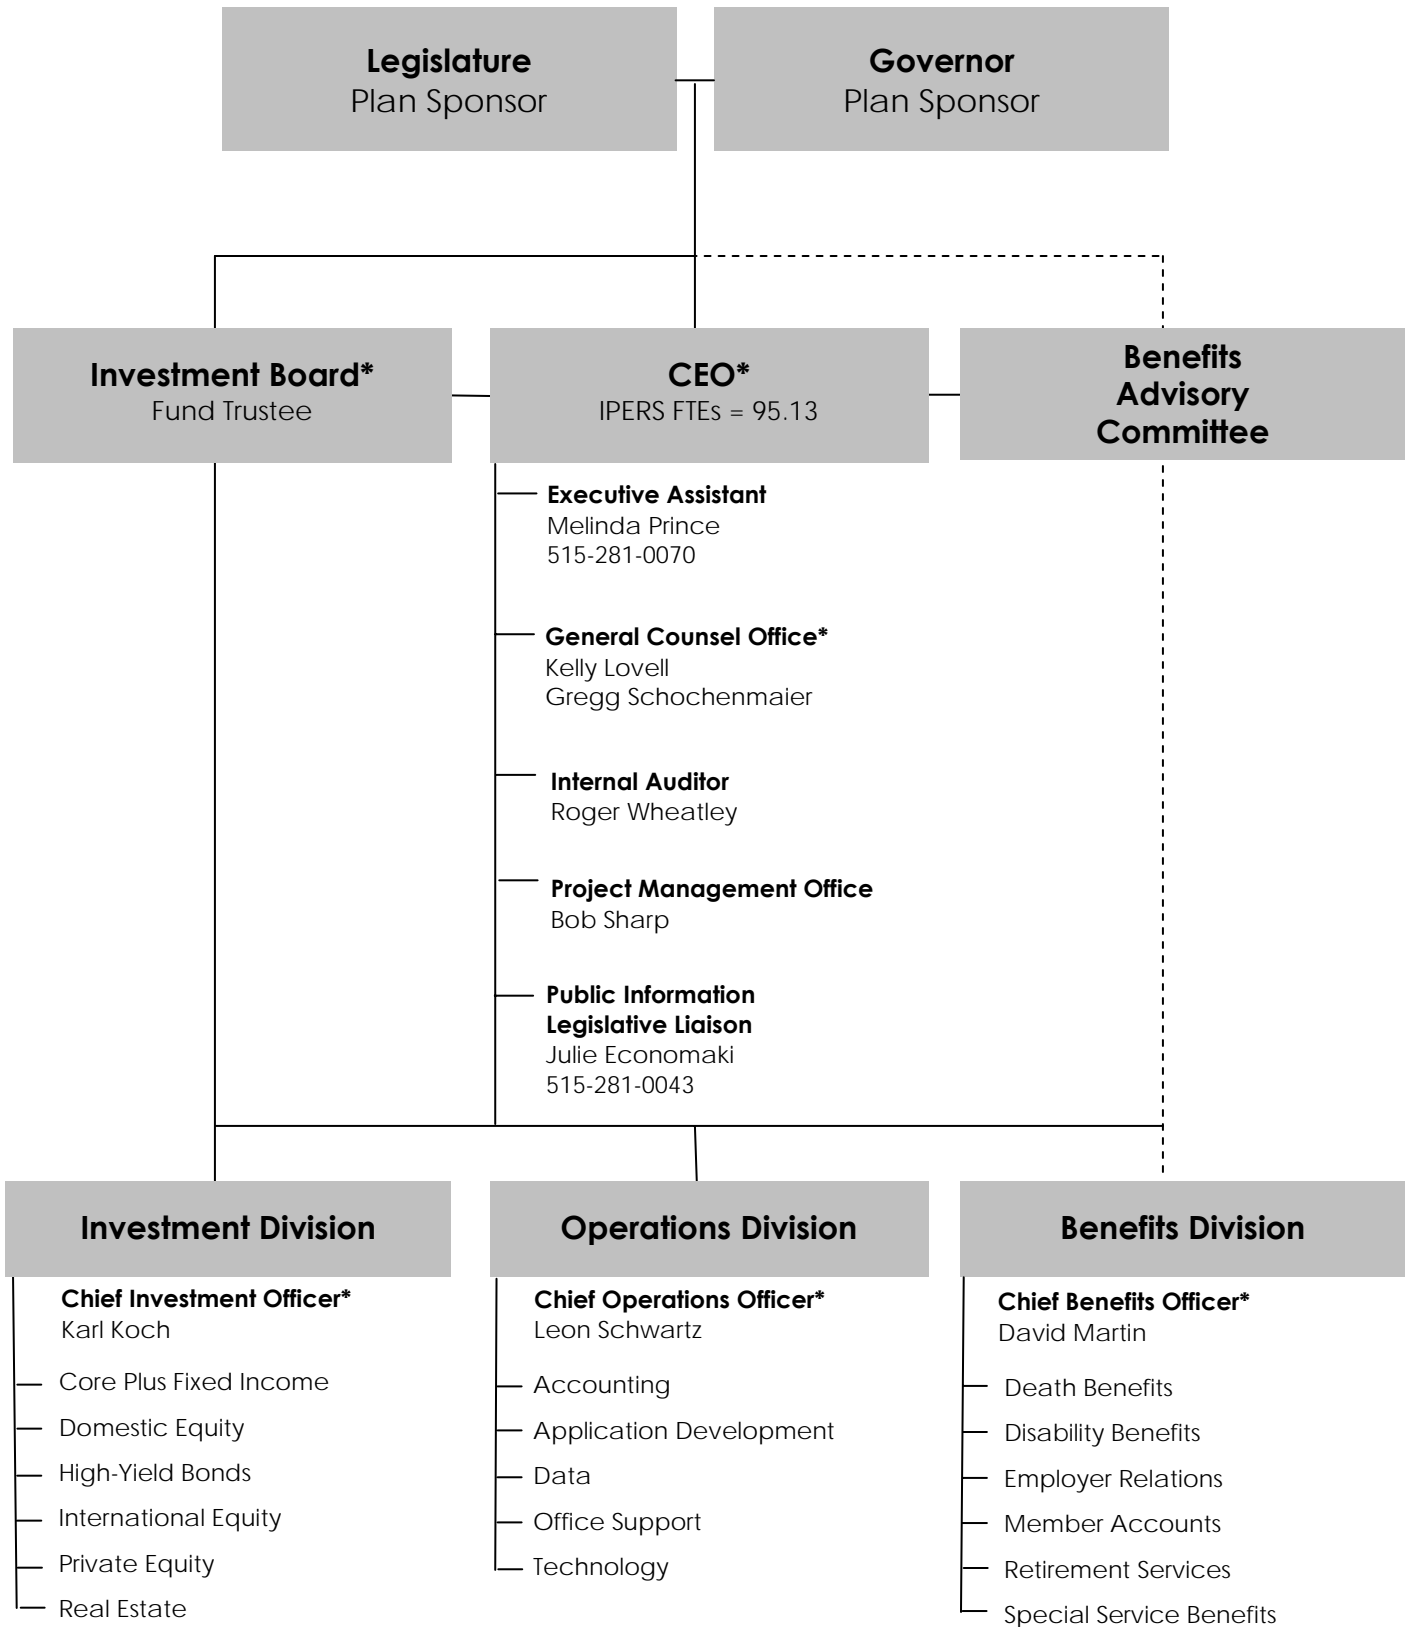 Legislature
Plan Sponsor
Governor
Plan Sponsor
Investment Board*
Fund Trustee
CEO*
IPERS FTEs = 95.13
Benefits
Advisory
Committee
Executive Assistant
Melinda Prince
515-281-0070
General Counsel Office*
Kelly Lovell
Gregg Schochenmaier
Internal Auditor
Roger Wheatley
Project Management Office
Bob Sharp
Public Information
Legislative Liaison
Julie Economaki
515-281-0043
Investment Division
Chief Investment Officer*
Karl Koch
Core Plus Fixed Income
Domestic Equity
High-Yield Bonds
International Equity
Private Equity
Real Estate
Operations Division
Chief Operations Officer*
Leon Schwartz
Accounting
Application Development
Data
Office Support
Technology
Benefits Division
Chief Benefits Officer*
David Martin
Death Benefits
Disability Benefits
Employer Relations
Member Accounts
Retirement Services
Special Service Benefits